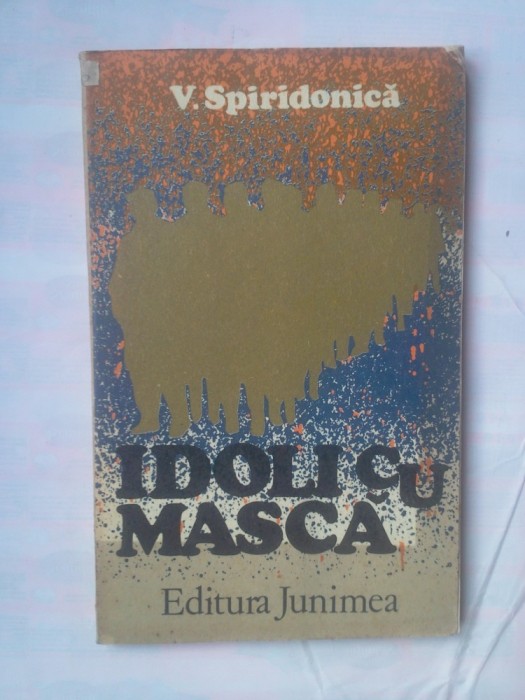 V. Spiridonică
IDOLI CU
MASCĂ
Editura Junimea